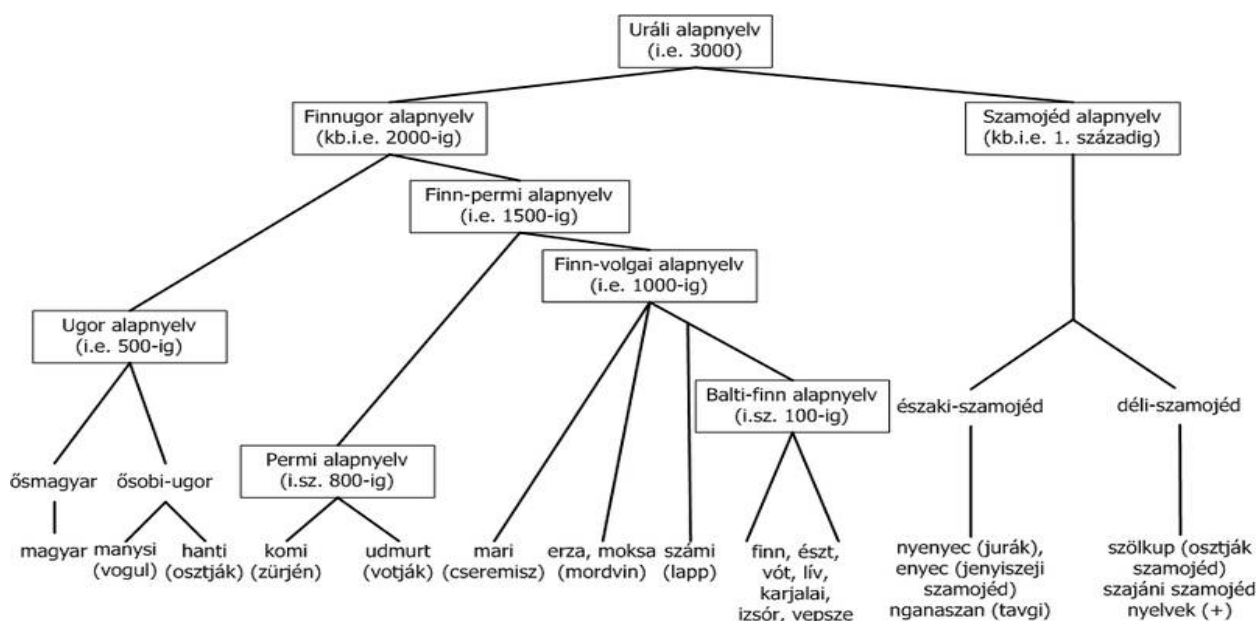 Uráli alapnyelv
(i.e. 3000)
Finnugor alapnyelv
(kb.i.e. 2000-ig)
Szamojéd alapnyelv
(kb.i.e. 1. századig)
Finn-permi alapnyelv
(i.e. 1500-ig)
Finn-volgai alapnyelv
(i.e. 1000-ig)
Ugor alapnyelv
(i.e. 500-ig)
Balti-finn alapnyelv
(i.sz. 100-ig)
északi-szamojéd
déli-szamojéd
Permi alapnyelv
(i.sz. 800-ig)
ősmagyar
ősobi-ugor
magyar
manysi
(vogul)
hanti
(osztják)
komi
(zürjén)
udmurt
(votják)
mari
(cseremisz)
erza, moksa
(mordvin)
számi
(lapp)
finn, észt,
vót, lív,
karjalai,
izsór, vepsze
nyenyec (jurák),
enyec (jenyiszeji
szamojéd)
nganaszan (tavgi)
szölkup (osztják
szamojéd)
szajáni szamojéd
nyelvek (+)